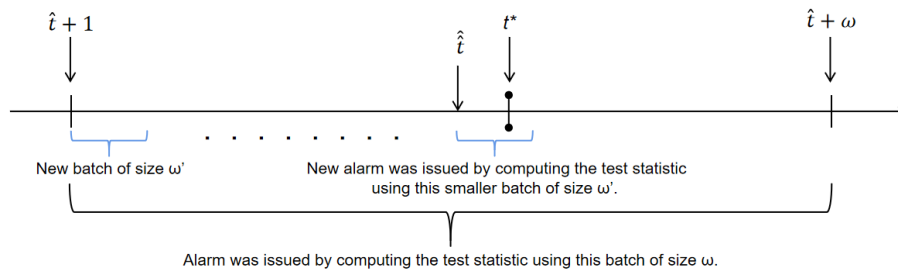 t̂ + 1
t̂̂
t*
t̂ + ω
. . . . . . . .
New batch of size ω'
New alarm was issued by computing the test statistic
using this smaller batch of size ω'.
Alarm was issued by computing the test statistic using this batch of size ω.